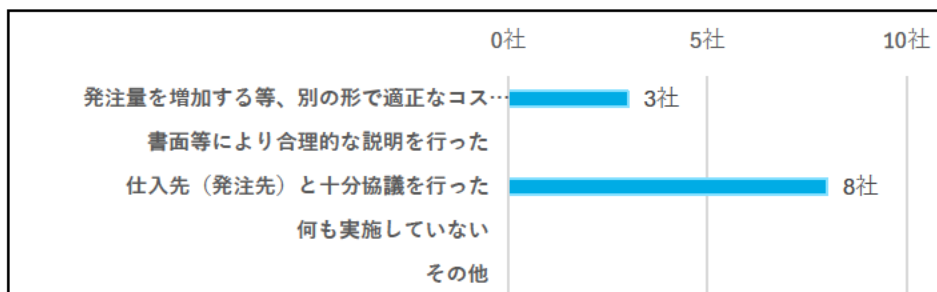 0社 5社 10社
発注量を増加する等、別の形で適正なコス… 3社
書面等により合理的な説明を行った
仕入先（発注先）と十分協議を行った 8社
何も実施していない
その他